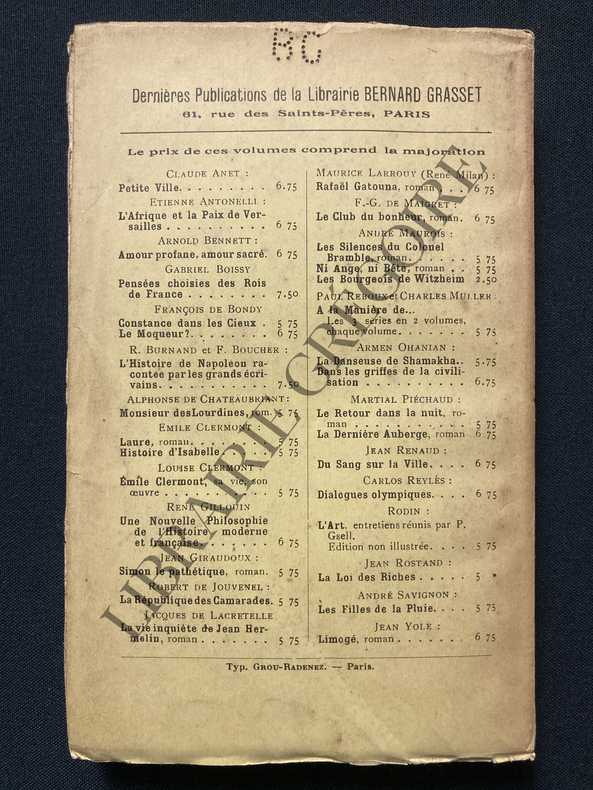 BG
Dernières Publications de la Librairie BERNARD GRASSET
61, rue des Saints-Pères, PARIS
Le prix de ces volumes comprend la majoration
CLAUDE ANET :
Petite Ville. . . . . . . . . 6.75
ETIENNE ANTONELLI :
L'Afrique et la Paix de Ver-
sailles . . . . . . . . . . 6 75
ARNOLD BENNETT :
Amour profane, amour sacré. 6 75
GABRIEL BOISSY
Pensées choisies des Rois
de France . . . . . . . . 7.50
FRANÇOIS DE BONDY
Constance dans les Cieux . 5 75
Le Moqueur?. . . . . . . . 6 75
R. BURNAND et F. BOUCHER :
L'Histoire de Napoleon ra-
contée par les grands écri-
vains. . . . . . . . . . . 7.50
ALPHONSE DE CHATEAUBRIANT :
Monsieur des Lourdines, rom. 5 75
EMILE CLERMONT :
Laure, roman. . . . . . . . 5 75
Histoire d'Isabelle . . . . . 5 75
LOUISE CLERMONT :
Émile Clermont, sa vie, son
œuvre . . . . . . . . . . 5 75
RENÉ GILLOUIN
Une Nouvelle Philosophie
de l'Histoire moderne
et française. . . . . . . 6 75
JEAN GIRAUDOUX :
Simon le pathétique, roman. 5 75
ROBERT DE JOUVENEL :
La République des Camarades. 5 75
JACQUES DE LACRETELLE
La vie inquiète de Jean Her-
melin, roman . . . . . . . 5 75
MAURICE LARROUY (René Milan) :
Rafaël Gatouna, roman . . . 6 75
F.-G. DE MAIGRET :
Le Club du bonheur, roman. 6 75
ANDRÉ MAUROIS :
Les Silences du Colonel
Bramble, roman. . . . . . 5 75
Ni Ange, ni Bête, roman . . 5 75
Les Bourgeois de Witzheim 2.50
PAUL REBOUX et CHARLES MULLER
A la Manière de...
Les 3 séries en 2 volumes,
chaque volume. . . . . . . 5 75
ARMEN OHANIAN :
La Danseuse de Shamakha. . 5.75
Dans les griffes de la civili-
sation . . . . . . . . . . 6.75
MARTIAL PIÉCHAUD :
Le Retour dans la nuit, ro-
man . . . . . . . . . . . 5 75
La Dernière Auberge, roman 6 75
JEAN RENAUD :
Du Sang sur la Ville. . . . 6 75
CARLOS REYLÈS :
Dialogues olympiques. . . . 6 75
RODIN :
L'Art, entretiens réunis par P.
Gsell.
Edition non illustrée. . . . 5 75
JEAN ROSTAND :
La Loi des Riches . . . . . 5 »
ANDRÉ SAVIGNON :
Les Filles de la Pluie. . . . 5 75
JEAN YOLE :
Limogé, roman . . . . . . . 6 75
Typ. GROU-RADENEZ. — Paris.
LIBRAIRIE GRÉGOIRE